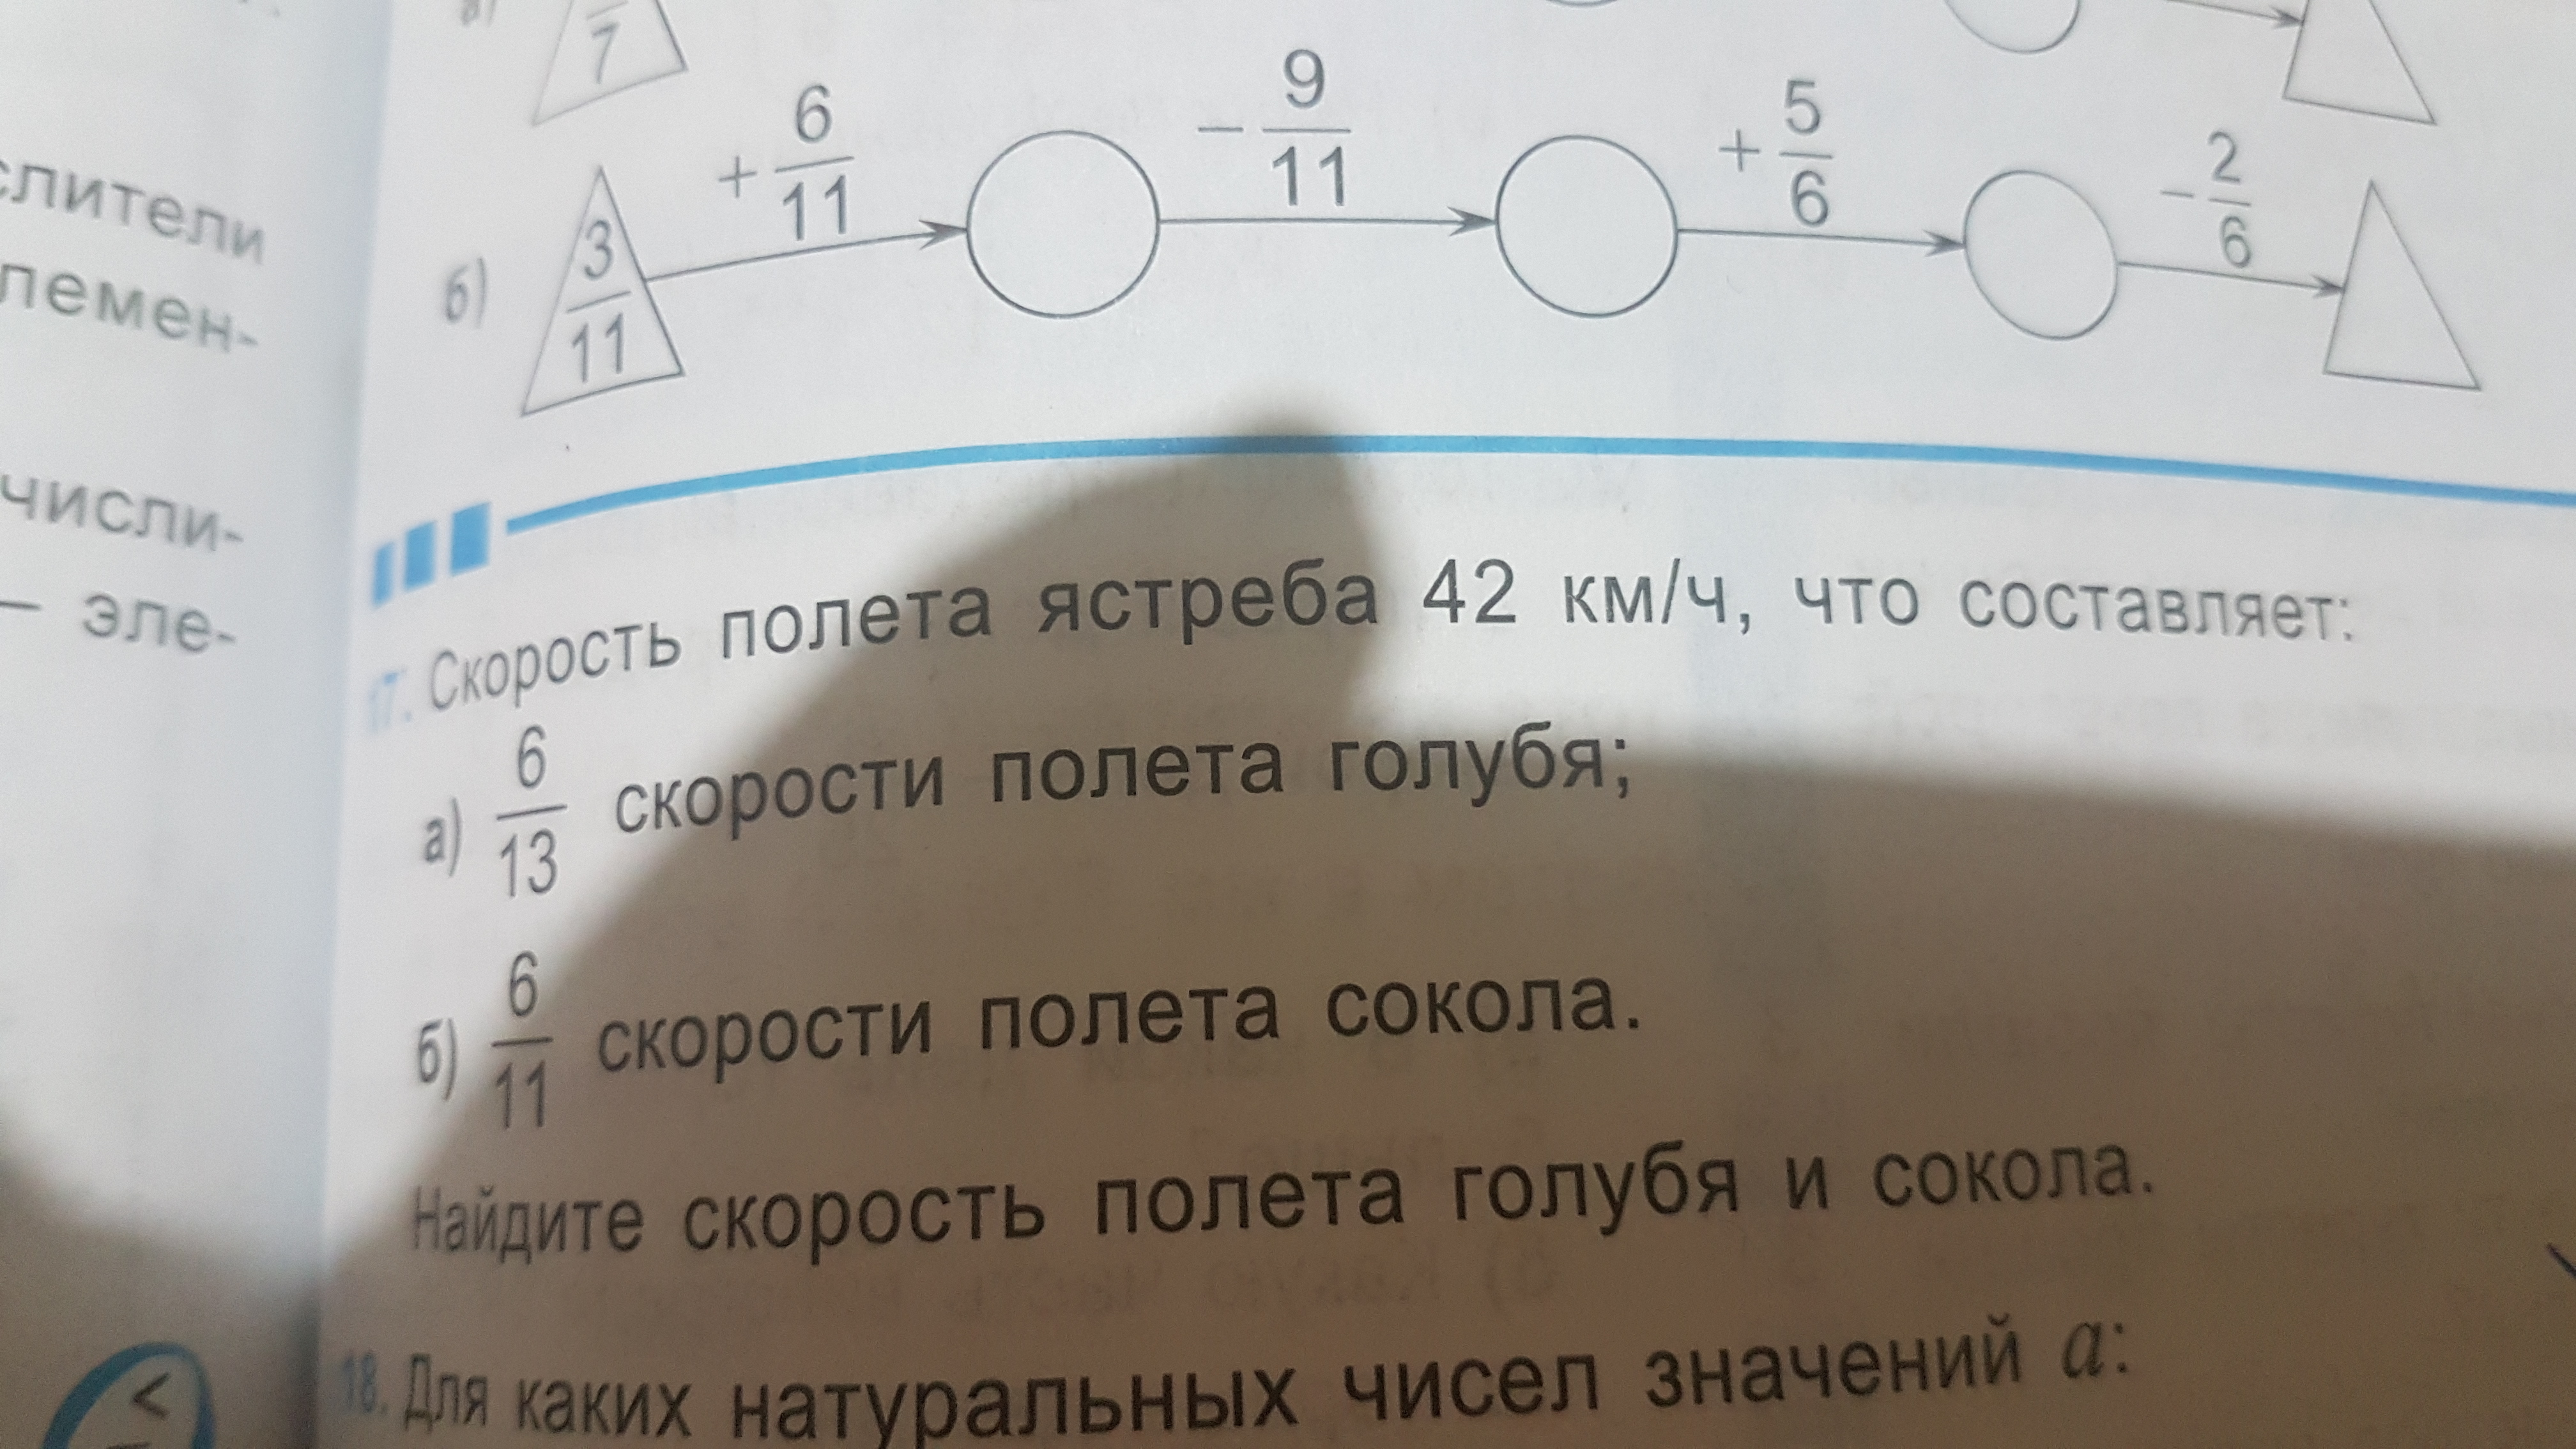 7
+ 6/11 - 9/11 + 5/6 - 2/6
б) 3/11
17. Скорость полета ястреба 42 км/ч, что составляет:
а) 6/13 скорости полета голубя;
б) 6/11 скорости полета сокола.
Найдите скорость полета голубя и сокола.
18. Для каких натуральных чисел значений a:
слители
лемен-
числи-
— эле-
<